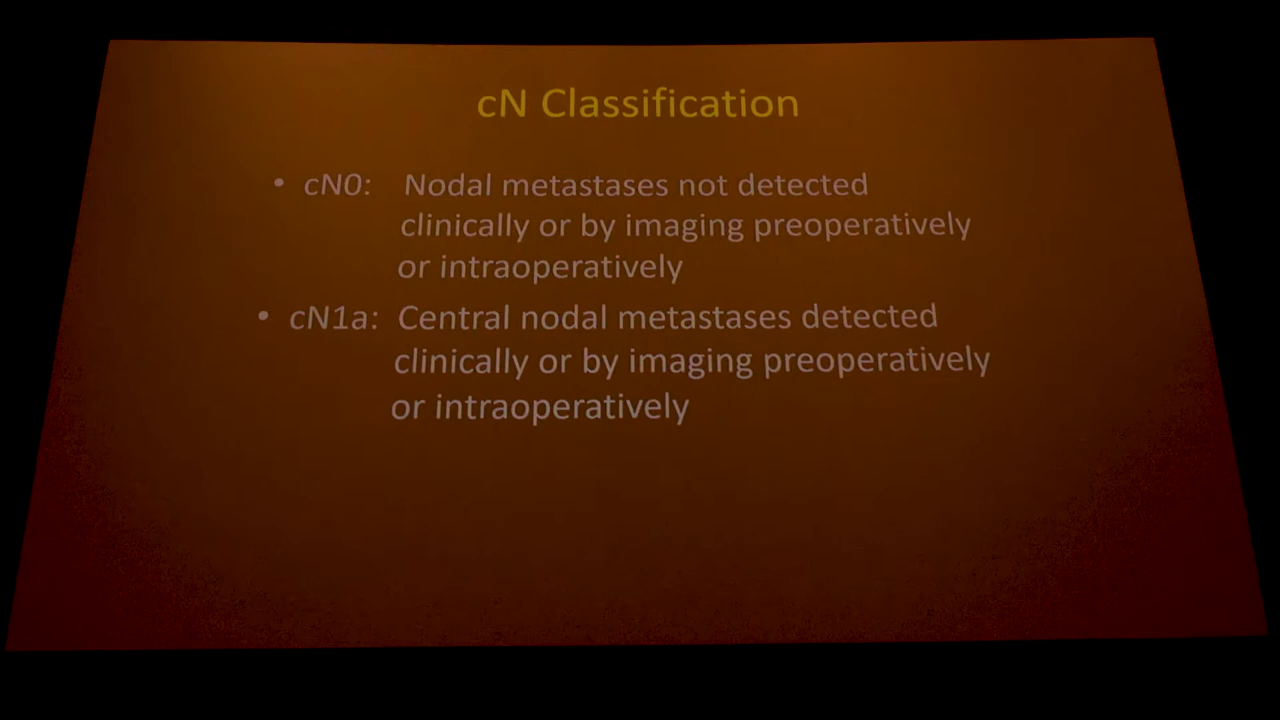 cN Classification
• cN0: Nodal metastases not detected
clinically or by imaging preoperatively
or intraoperatively
• cN1a: Central nodal metastases detected
clinically or by imaging preoperatively
or intraoperatively